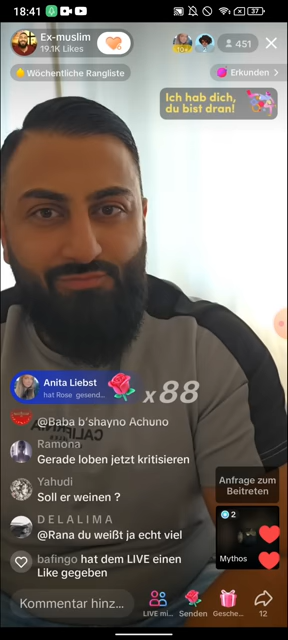 18:41
37
Ex-muslim
19.1K Likes
451
Wöchentliche Rangliste
Erkunden >
Ich hab dich,
du bist dran!
Anita Liebst
hat Rose gesend...
x88
@Baba b'shayno Achuno
Ramona
Gerade loben jetzt kritisieren
Yahudi
Soll er weinen ?
DELALIMA
@Rana du weißt ja echt viel
bafingo hat dem LIVE einen
Like gegeben
Anfrage zum
Beitreten
2
Mythos
Kommentar hinz...
LIVE mi...
Senden
Gesche...
12